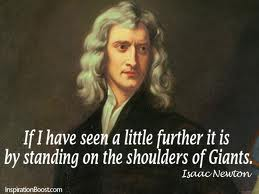 If I have seen a little further it is
by standing on the shoulders of Giants.
Isaac Newton
InspirationBoost.com